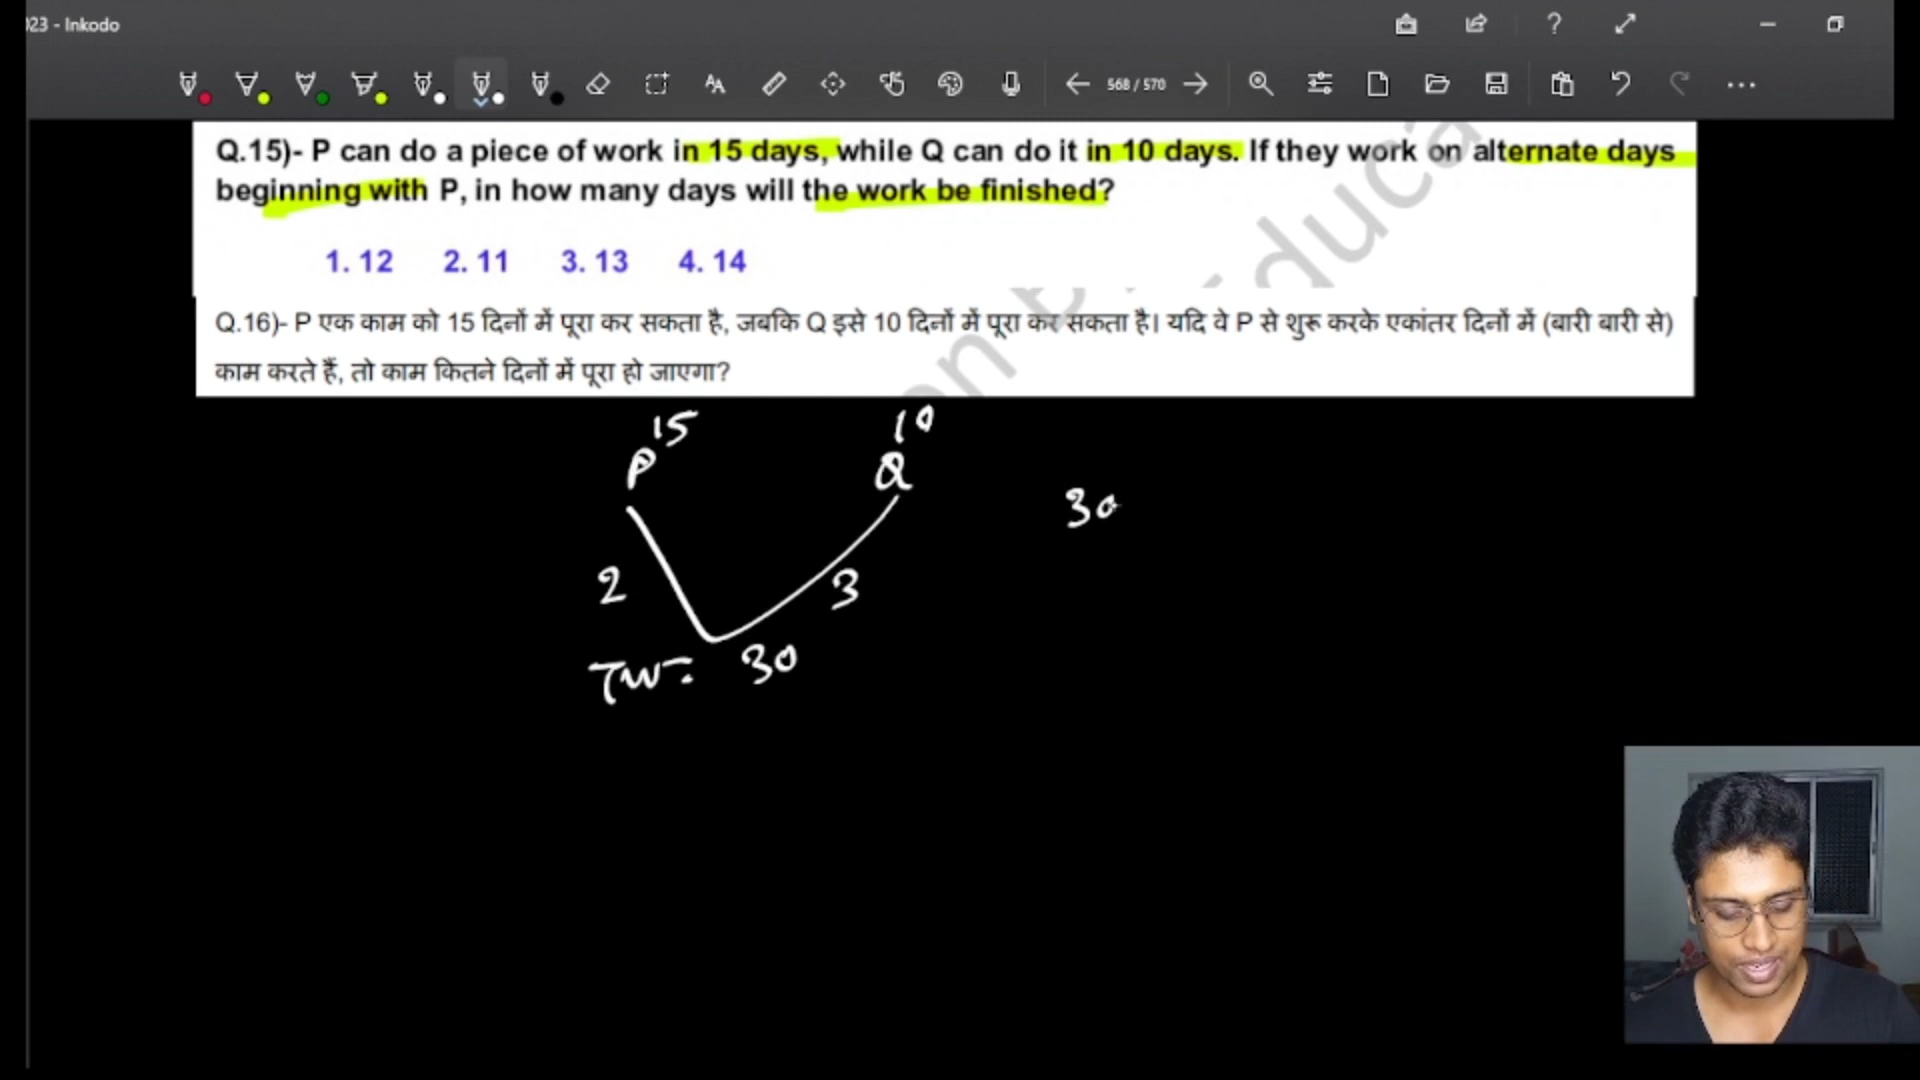 023 - Inkodo
568 / 570
Q.15)- P can do a piece of work in 15 days, while Q can do it in 10 days. If they work on alternate days
beginning with P, in how many days will the work be finished?
1. 12 2. 11 3. 13 4. 14
Q.16)- P एक काम को 15 दिनों में पूरा कर सकता है, जबकि Q इसे 10 दिनों में पूरा कर सकता है। यदि वे P से शुरू करके एकांतर दिनों में (बारी बारी से)
काम करते हैं, तो काम कितने दिनों में पूरा हो जाएगा?
15 10
P Q
30
2 3
TW= 30